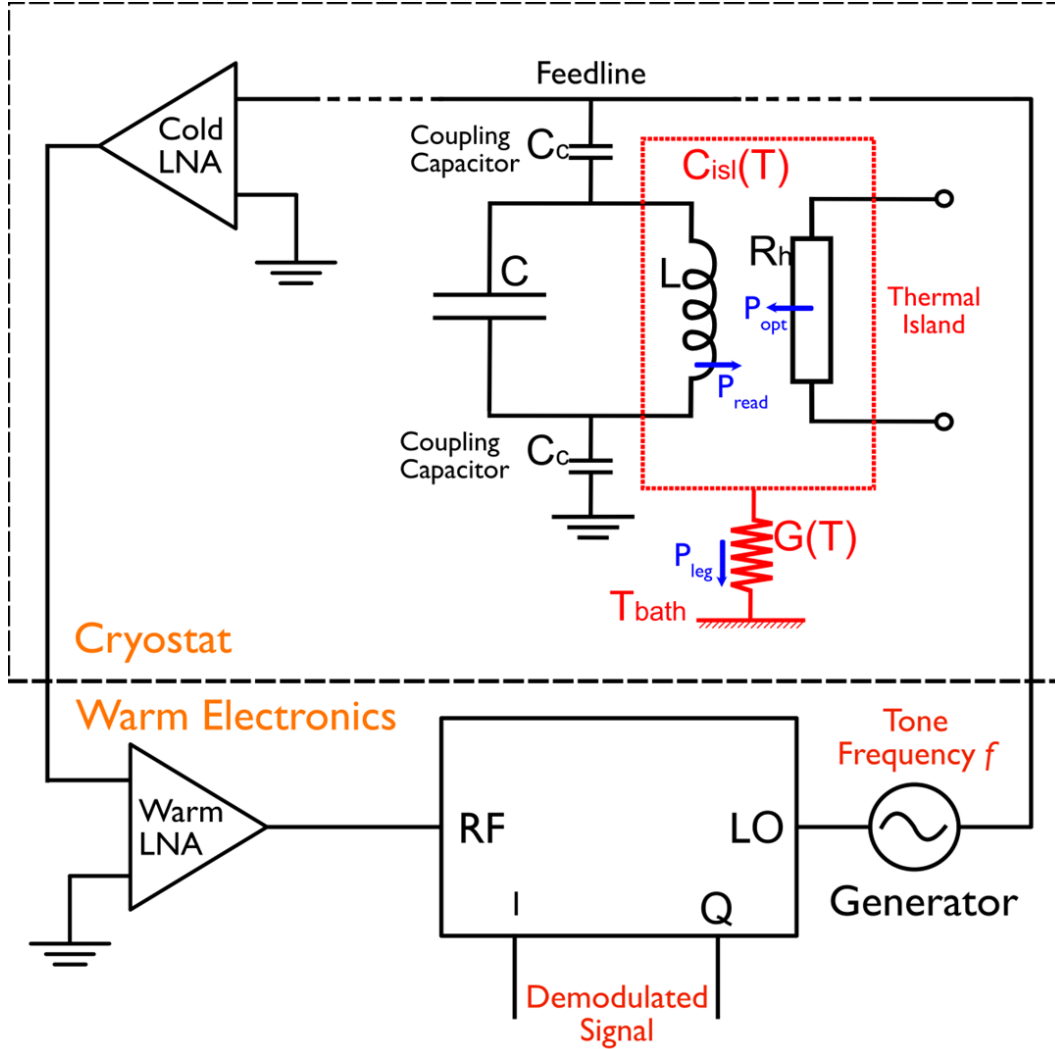 Feedline
Cold
LNA
Coupling
Capacitor
Cc
Cisl(T)
C
L
Rh
Popt
Pread
Thermal
Island
Coupling
Capacitor
Cc
G(T)
Pleg
Tbath
Cryostat
Warm Electronics
Tone
Frequency f
Warm
LNA
RF
LO
I
Q
Generator
Demodulated
Signal